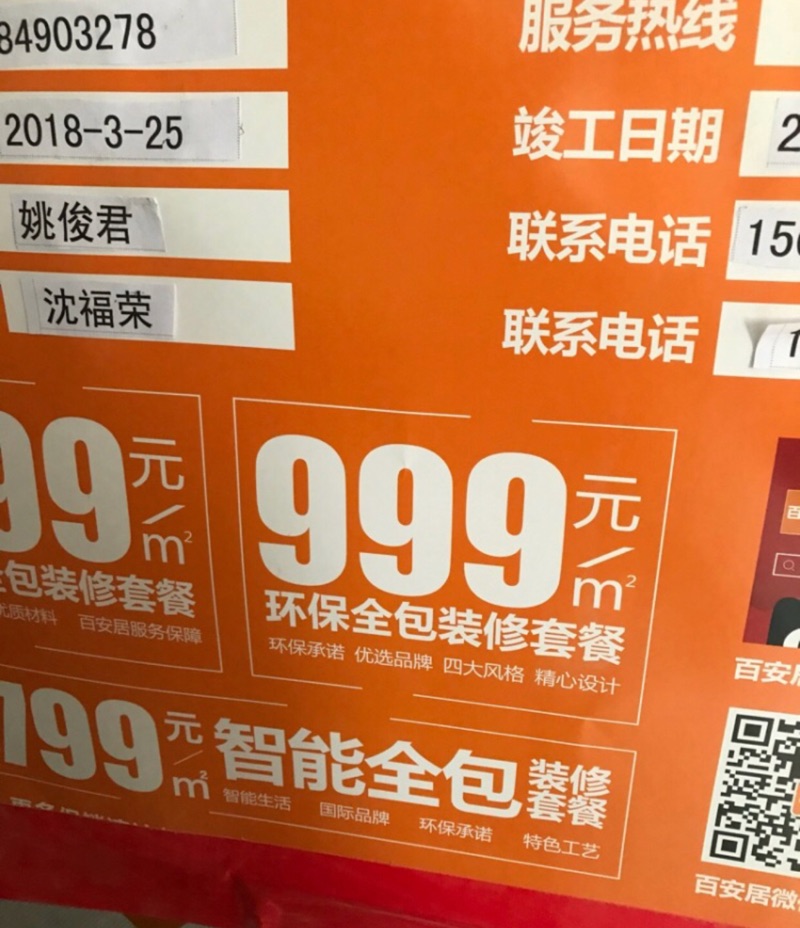 84903278
服务热线
2018-3-25
竣工日期
2
姚俊君
联系电话
150
沈福荣
联系电话
1
99元/m²
全包装修套餐
优质材料 百安居服务保障
999元/m²
环保全包装修套餐
环保承诺 优选品牌 四大风格 精心设计
199元/m²
智能全包装修套餐
智能生活 国际品牌 环保承诺 特色工艺
百安居
百安居微